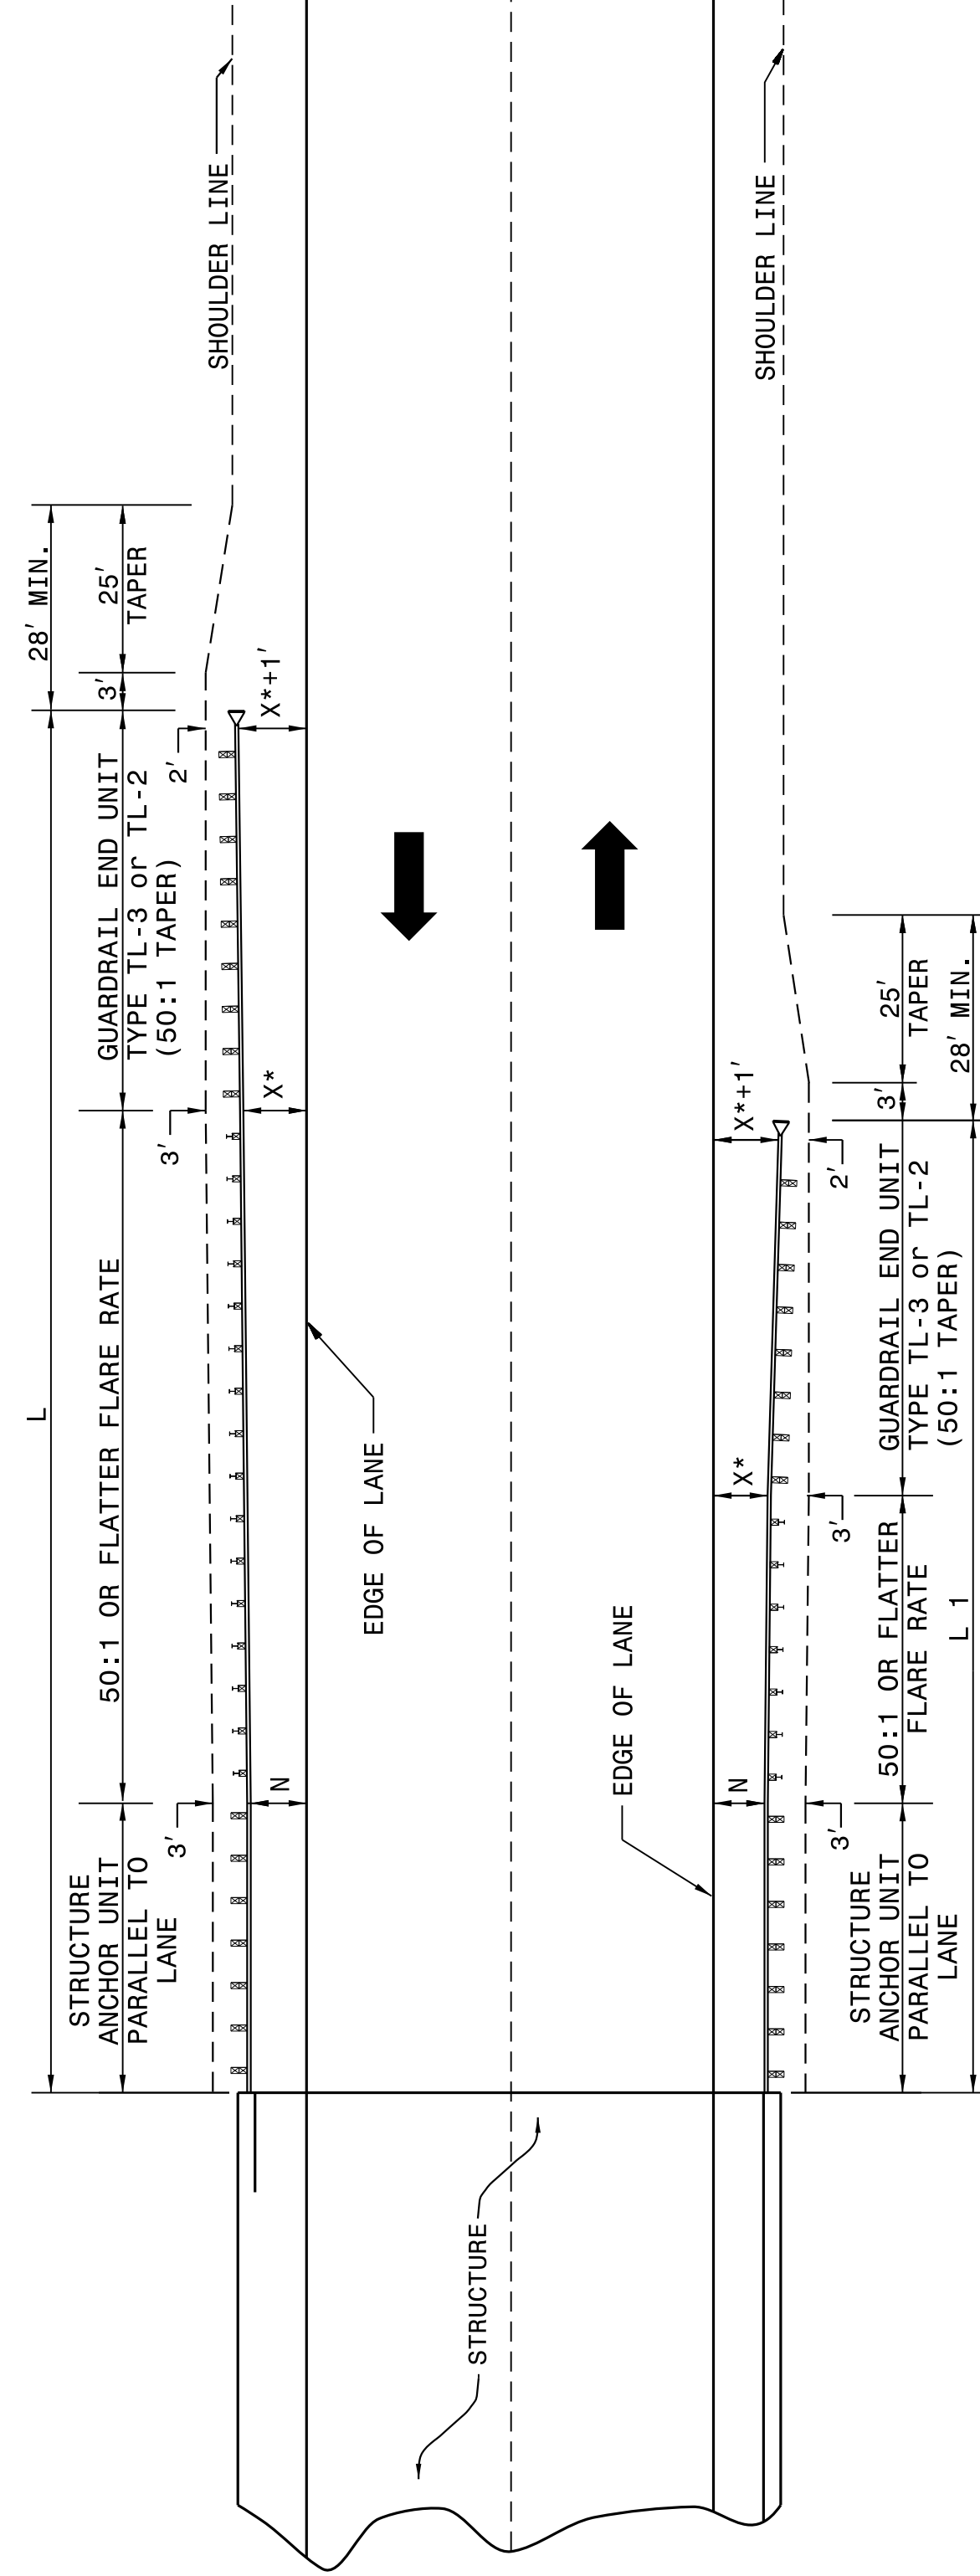 SHOULDER LINE
SHOULDER LINE
28' MIN.
25'
TAPER
3'
X*+1'
2'
GUARDRAIL END UNIT
TYPE TL-3 or TL-2
(50:1 TAPER)
X*
3'
L
50:1 OR FLATTER FLARE RATE
EDGE OF LANE
N
3'
STRUCTURE
ANCHOR UNIT
PARALLEL TO
LANE
25'
TAPER
28' MIN.
3'
X*+1'
2'
GUARDRAIL END UNIT
TYPE TL-3 or TL-2
(50:1 TAPER)
X*
3'
50:1 OR FLATTER
FLARE RATE
L 1
EDGE OF LANE
N
3'
STRUCTURE
ANCHOR UNIT
PARALLEL TO
LANE
STRUCTURE